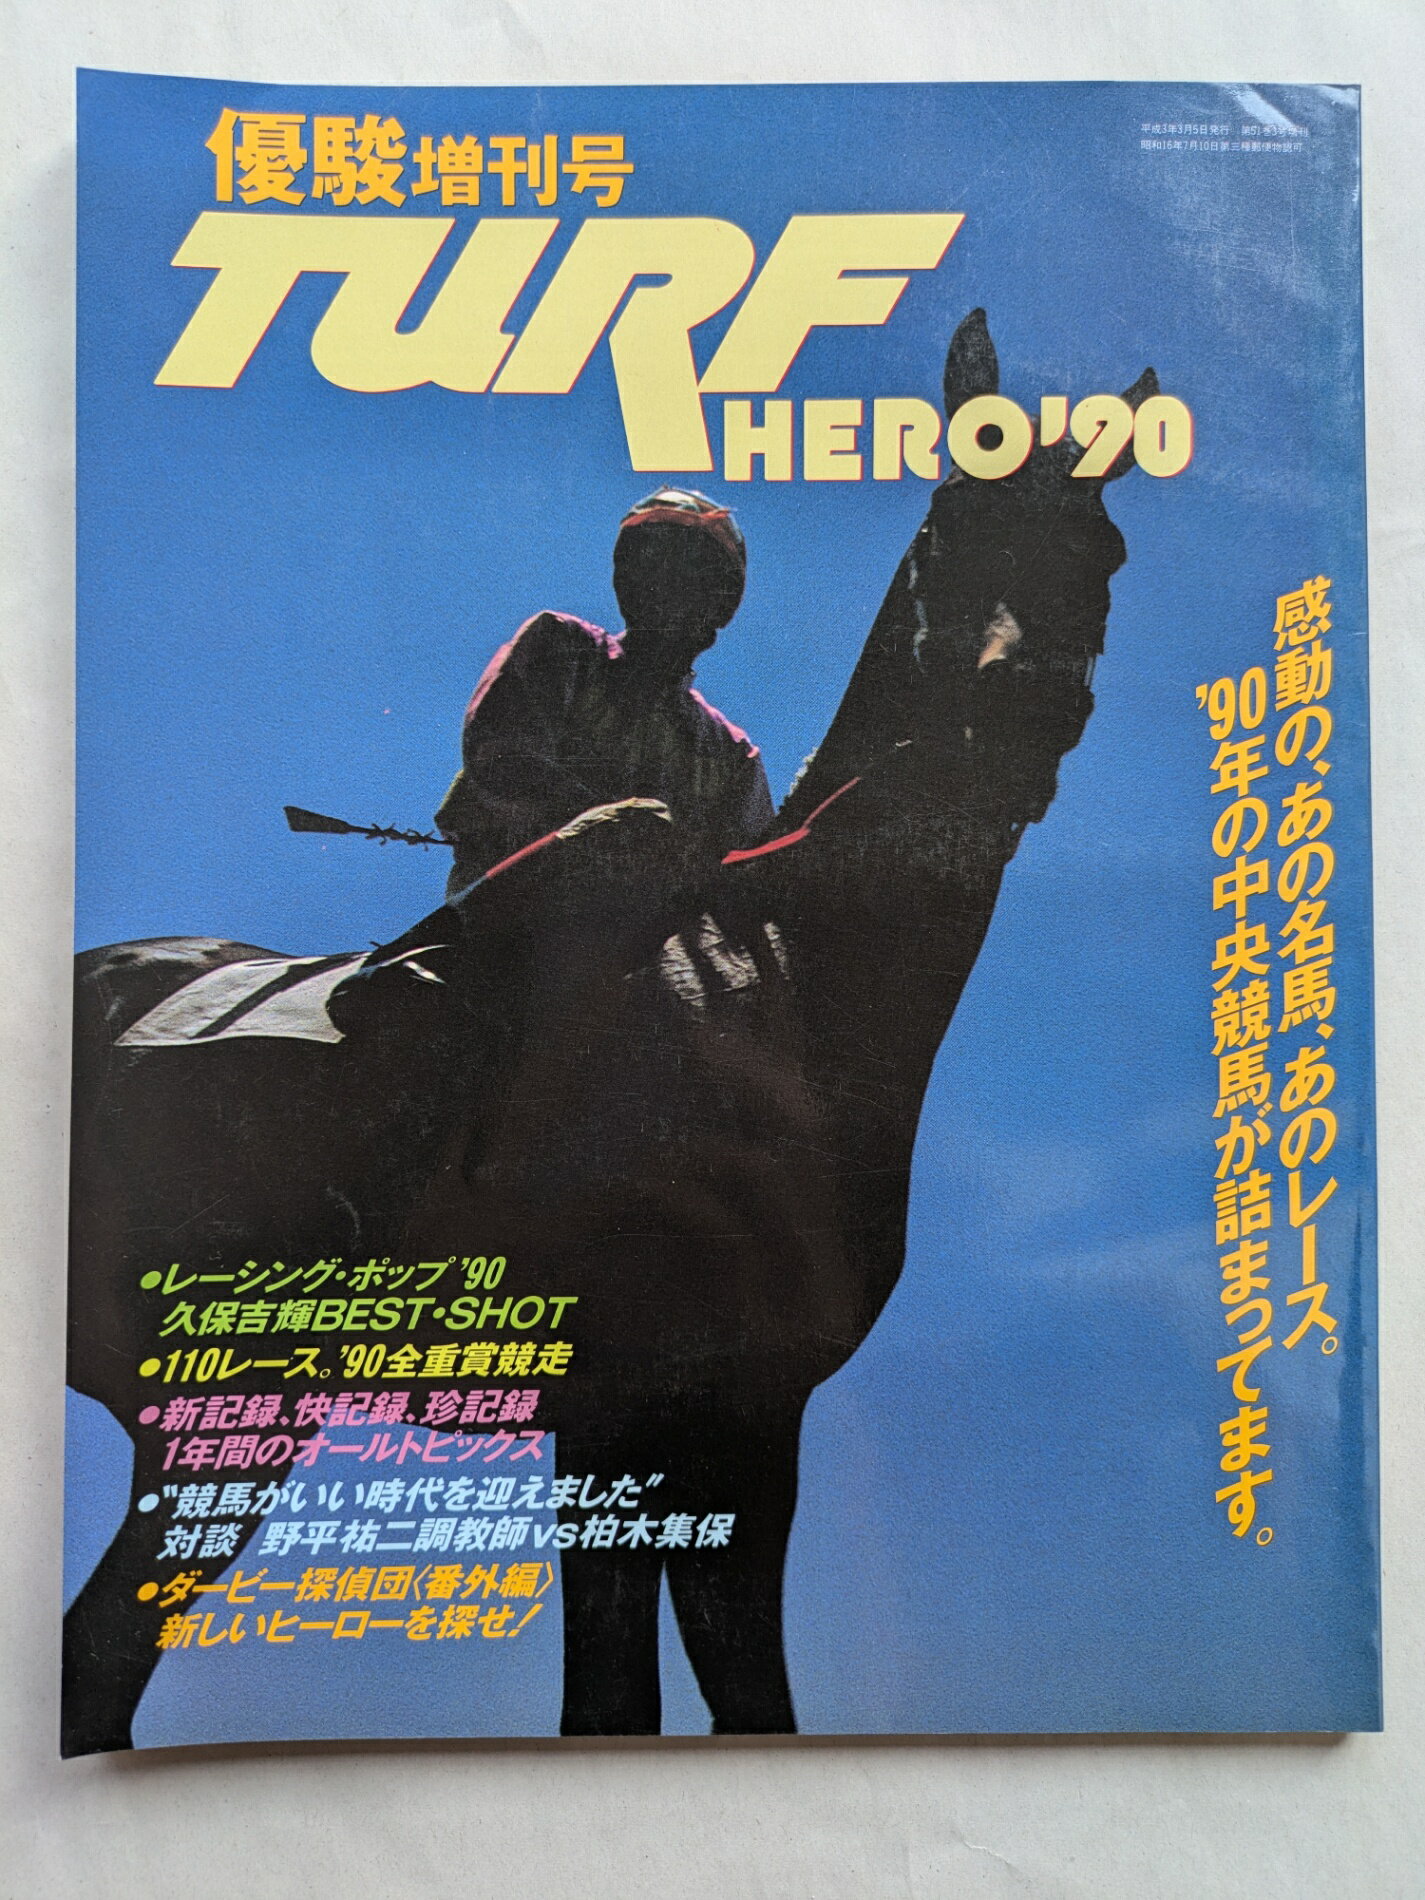 平成3年3月5日発行　第51巻3号増刊
昭和16年7月10日第三種郵便物認可
優駿増刊号
TURF
HERO'90
感動の、あの名馬、あのレース。
'90年の中央競馬が詰まってます。
●レーシング・ポップ'90
久保吉輝BEST・SHOT
●110レース。'90全重賞競走
●新記録、快記録、珍記録
1年間のオールトピックス
●"競馬がいい時代を迎えました"
対談 野平祐二調教師vs柏木集保
●ダービー探偵団〈番外編〉
新しいヒーローを探せ!